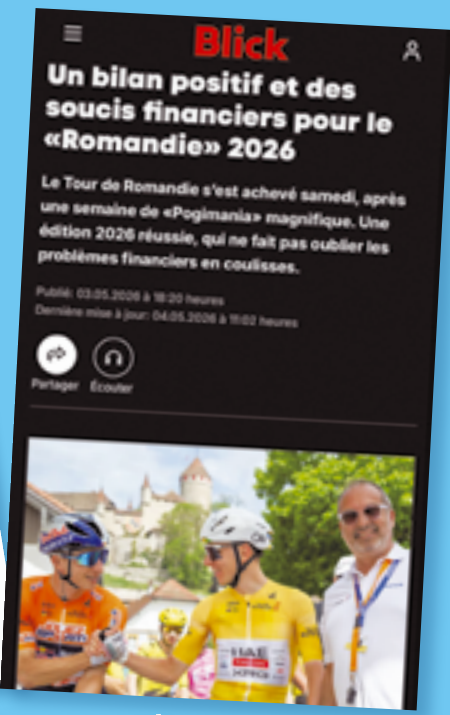 Blick
Un bilan positif et des
soucis financiers pour le
«Romandie» 2026
Le Tour de Romandie s'est achevé samedi, après
une semaine de «Pogimania» magnifique. Une
édition 2026 réussie, qui ne fait pas oublier les
problèmes financiers en coulisses.
Publié: 03.05.2026 à 18:20 heures
Dernière mise à jour: 04.05.2026 à 11:02 heures
Partager Écouter
UAE